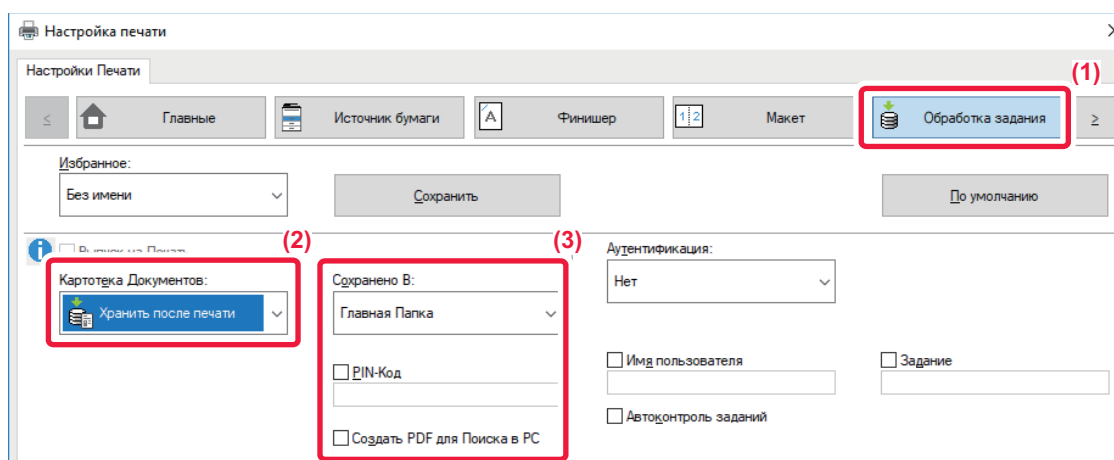 Настройка печати
Настройки Печати
(1)
<
Главные
Источник бумаги
A
Финишер
1 2
Макет
Обработка задания
>
Избранное:
Без имени
Сохранить
По умолчанию
(2)
(3)
Картотека Документов:
Хранить после печати
Сохранено В:
Главная Папка
PIN-Код
Создать PDF для Поиска в PC
Аутентификация:
Нет
Имя пользователя
Задание
Автоконтроль заданий